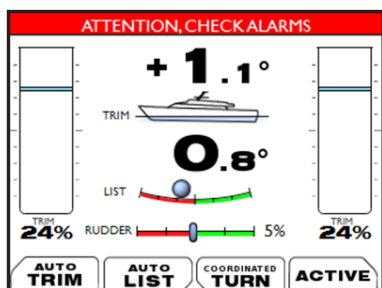 ATTENTION, CHECK ALARMS
+1.1°
TRIM
0.8°
LIST
TRIM
24%
RUDDER
5%
TRIM
24%
AUTO
TRIM
AUTO
LIST
COORDINATED
TURN
ACTIVE